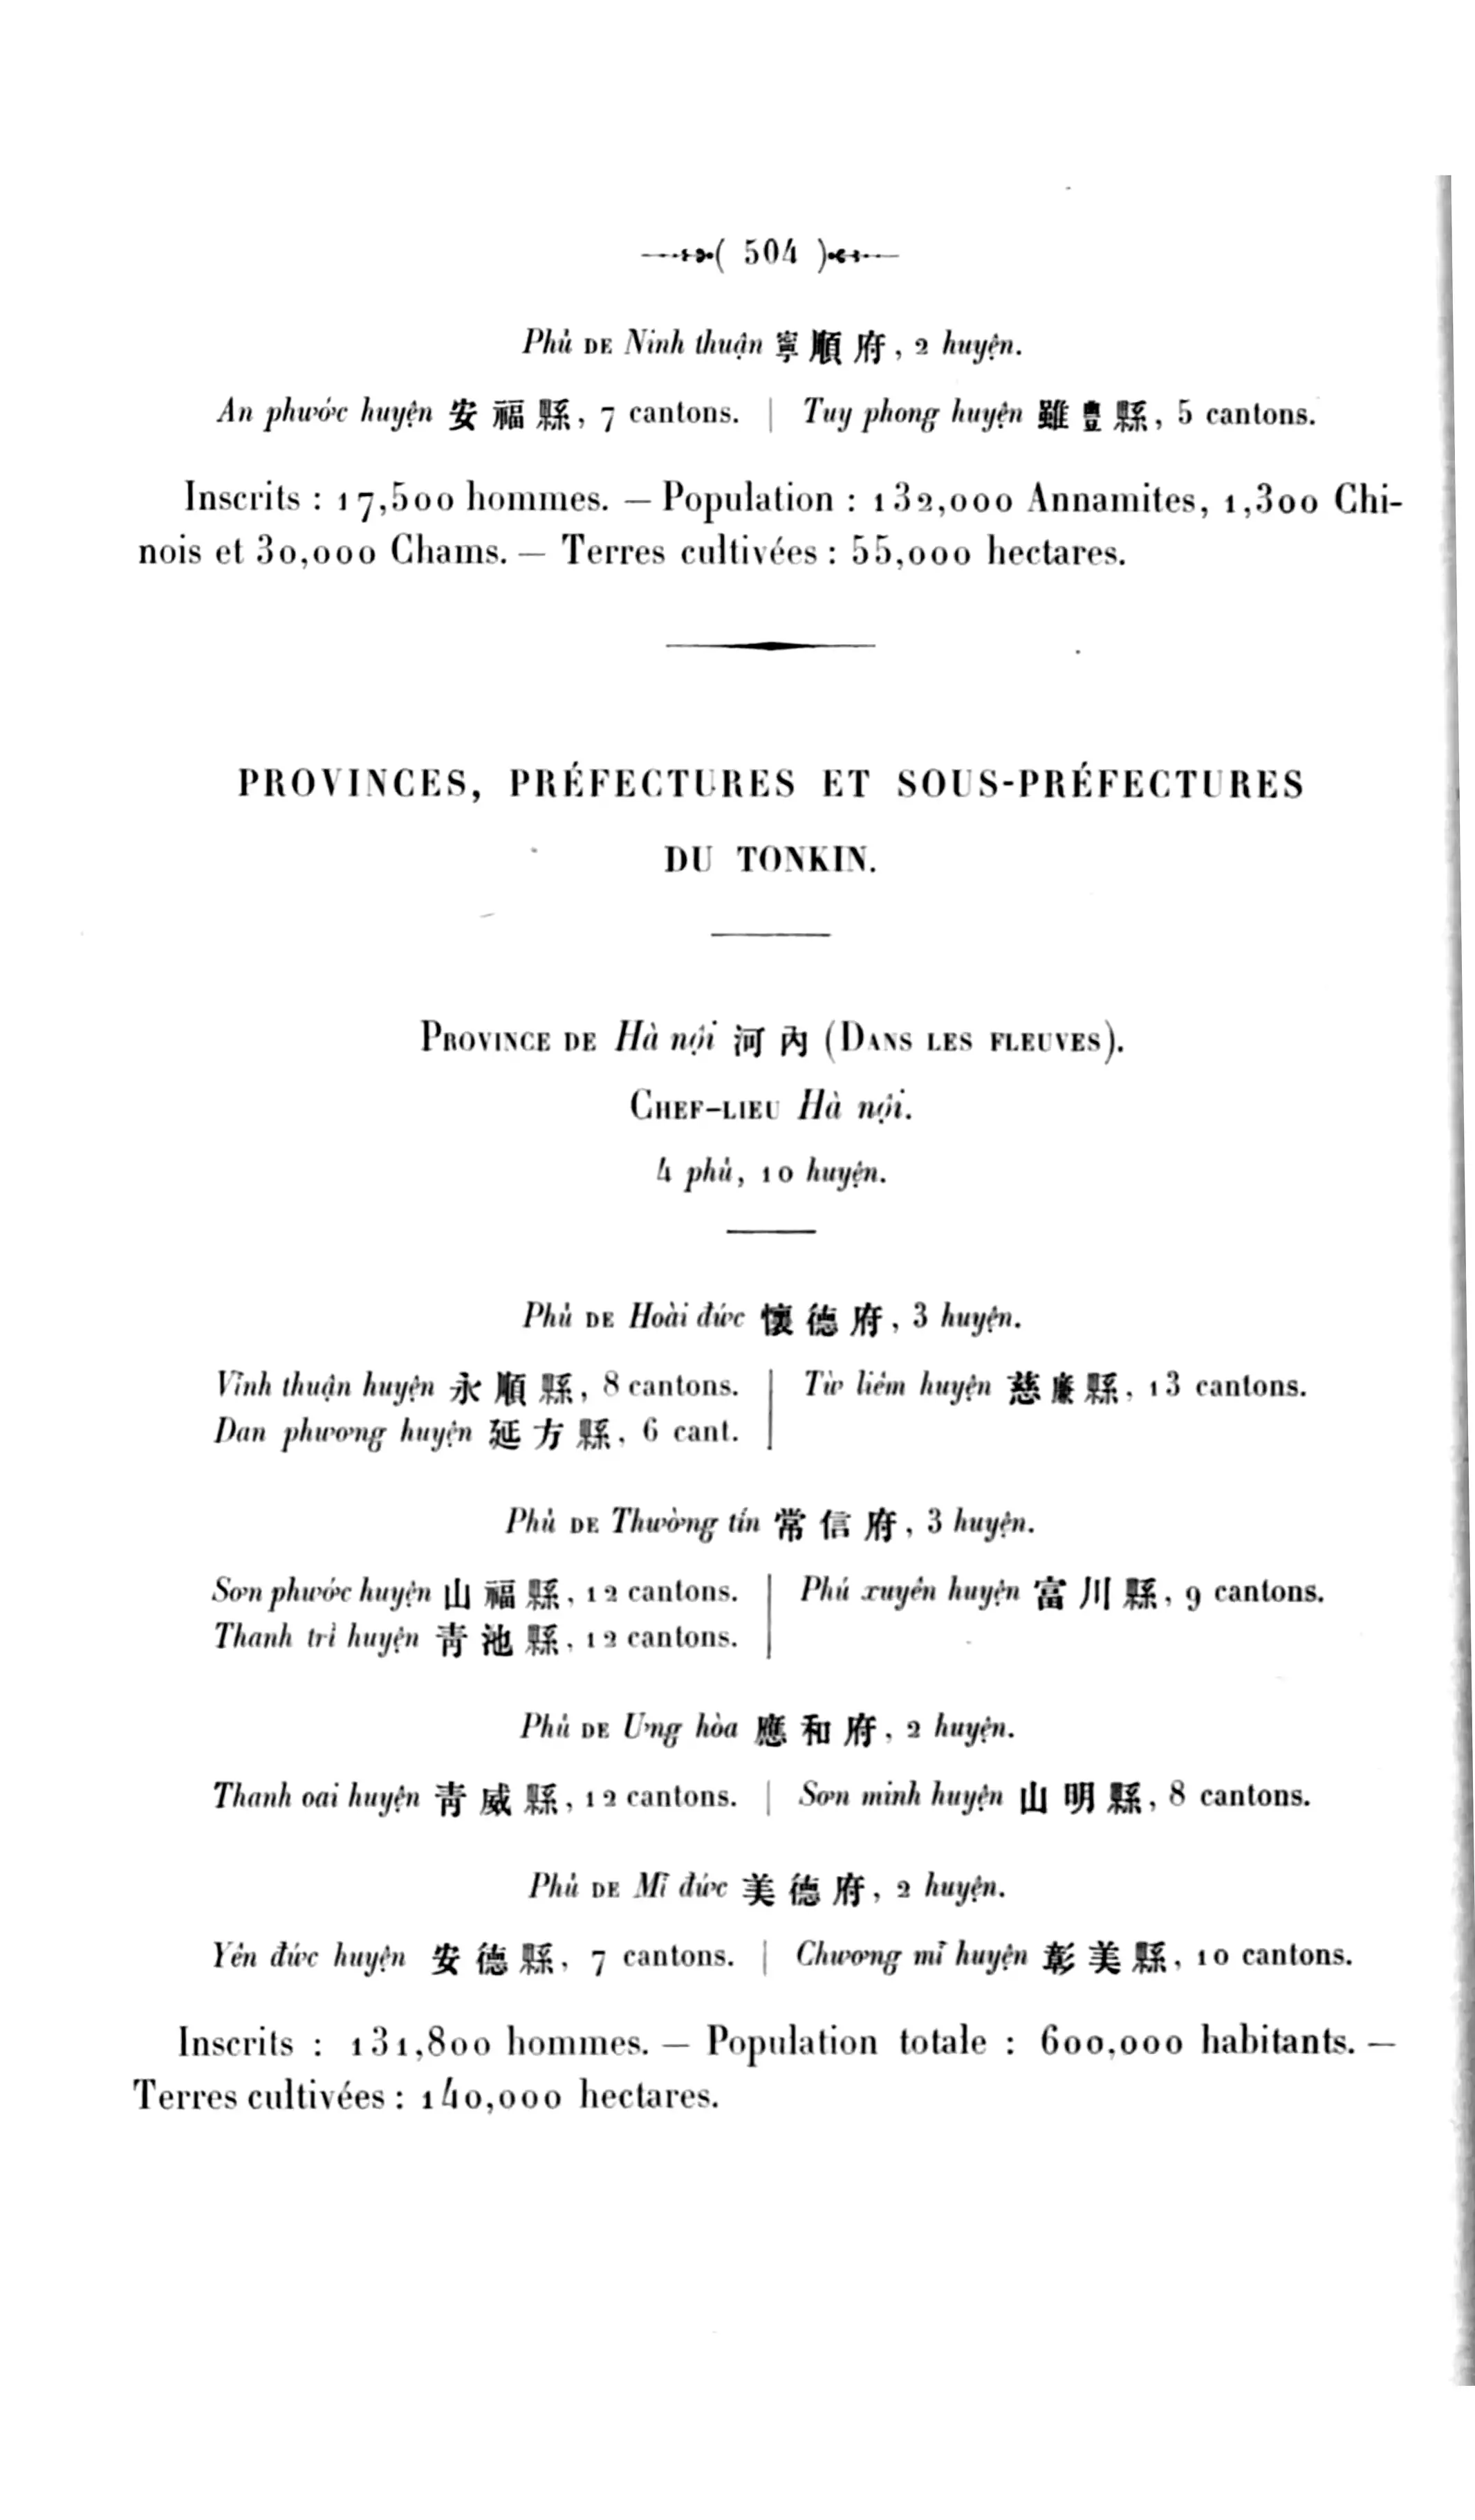 ( 504 )
Phủ DE Ninh thuận 寧順府, 2 huyện.
An phước huyện 安福縣, 7 cantons. | Tuy phong huyện 雖豊縣, 5 cantons.
Inscrits : 17,500 hommes. — Population : 132,000 Annamites, 1,300 Chi-
nois et 30,000 Chams. — Terres cultivées : 55,000 hectares.
PROVINCES, PRÉFECTURES ET SOUS-PRÉFECTURES
DU TONKIN.
PROVINCE DE Hà nội 河內 (DANS LES FLEUVES).
CHEF-LIEU Hà nội.
4 phủ, 10 huyện.
Phủ DE Hoài đức 懷德府, 3 huyện.
Vĩnh thuận huyện 永順縣, 8 cantons. | Từ liêm huyện 慈廉縣, 13 cantons.
Dan phương huyện 延方縣, 6 cant.
Phủ DE Thường tín 常信府, 3 huyện.
Sơn phước huyện 山福縣, 12 cantons. | Phú xuyên huyện 富川縣, 9 cantons.
Thanh trì huyện 青池縣, 12 cantons.
Phủ DE Ưng hòa 應和府, 2 huyện.
Thanh oai huyện 青威縣, 12 cantons. | Sơn minh huyện 山明縣, 8 cantons.
Phủ DE Mĩ đức 美德府, 2 huyện.
Yên đức huyện 安德縣, 7 cantons. | Chương mĩ huyện 彰美縣, 10 cantons.
Inscrits : 131,800 hommes. — Population totale : 600,000 habitants. —
Terres cultivées : 140,000 hectares.